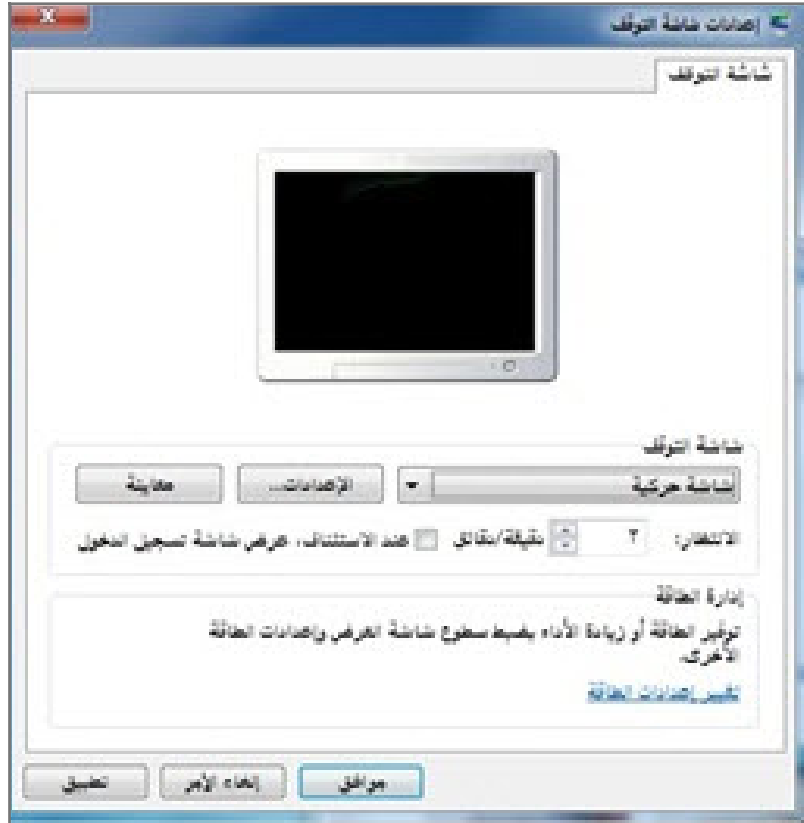 إعدادات شاشة التوقف
شاشة التوقف
شاشة التوقف
شاشة حركية
الإعدادات...
معاينة
الانتظار: ٣ دقيقة/دقائق عند الاستئناف، عرض شاشة تسجيل الدخول
إدارة الطاقة
توفير الطاقة أو زيادة الأداء بضبط سطوع شاشة العرض وإعدادات الطاقة
الأخرى.
تغيير إعدادات الطاقة
موافق
إلغاء الأمر
تطبيق